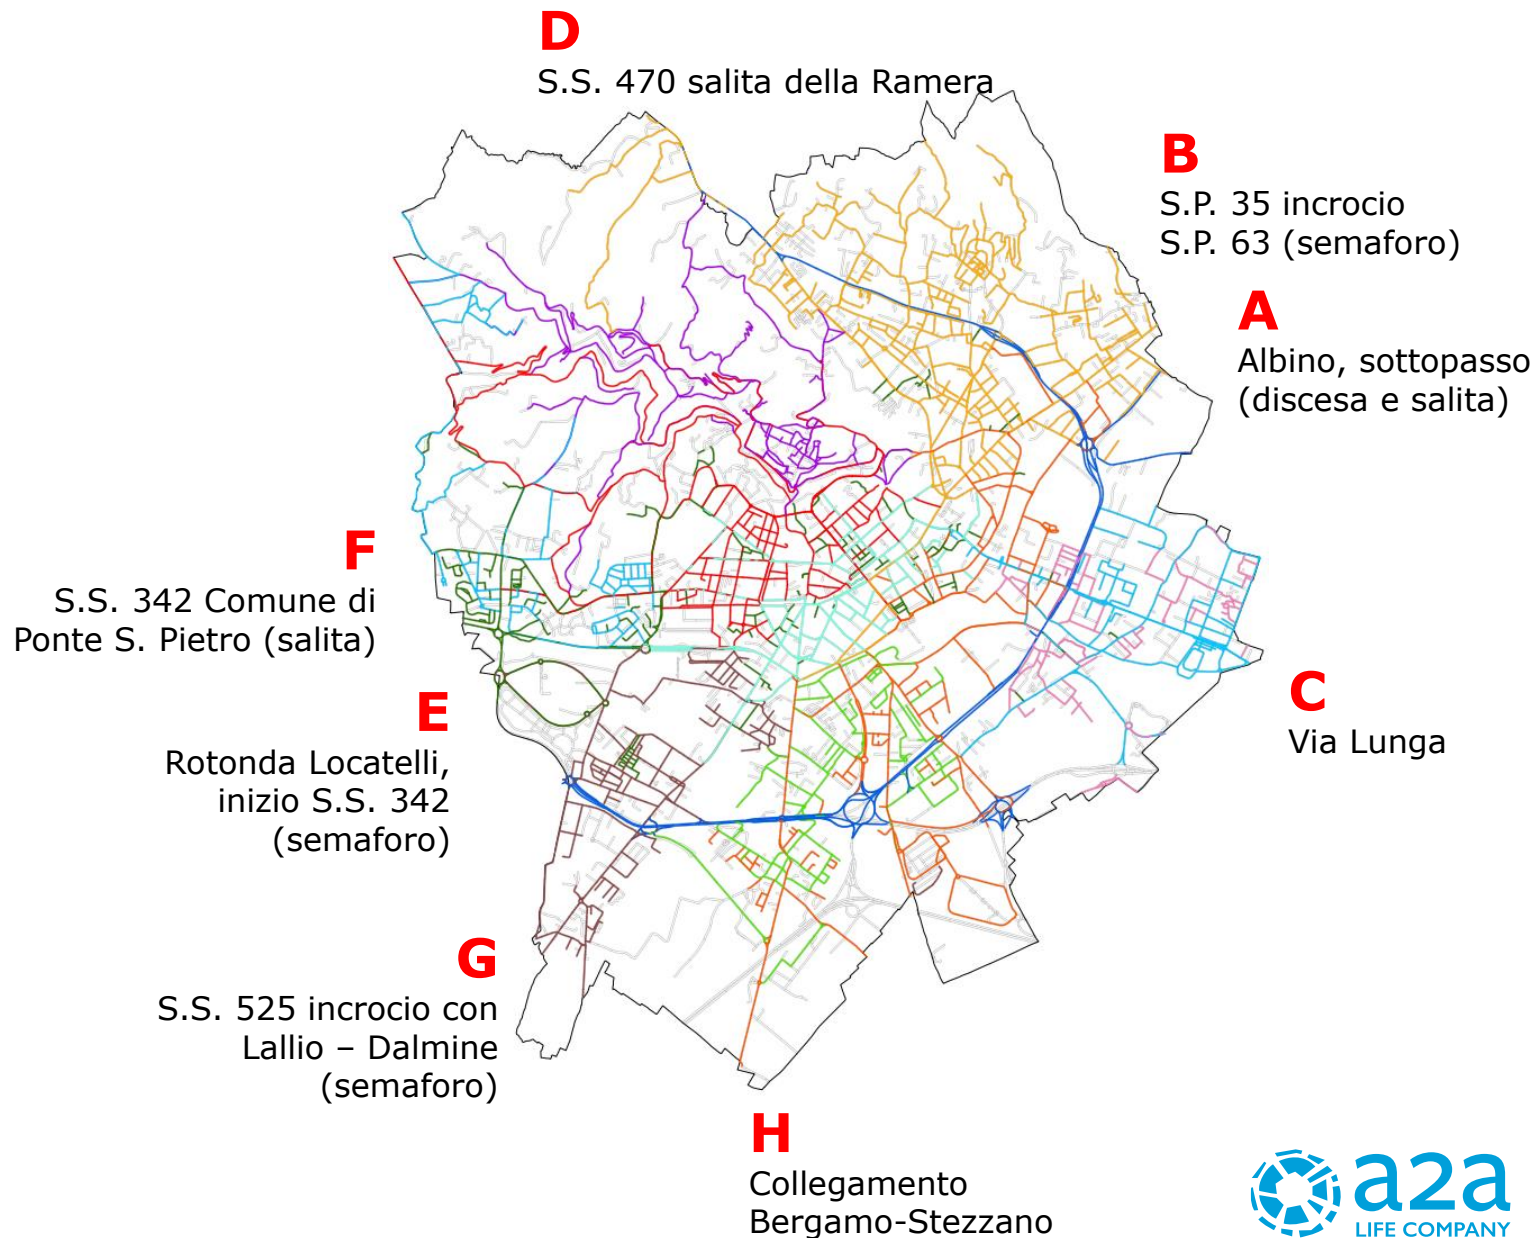 D
S.S. 470 salita della Ramera
B
S.P. 35 incrocio
S.P. 63 (semaforo)
A
Albino, sottopasso
(discesa e salita)
F
S.S. 342 Comune di
Ponte S. Pietro (salita)
C
Via Lunga
E
Rotonda Locatelli,
inizio S.S. 342
(semaforo)
G
S.S. 525 incrocio con
Lallio – Dalmine
(semaforo)
H
Collegamento
Bergamo-Stezzano
a2a
LIFE COMPANY